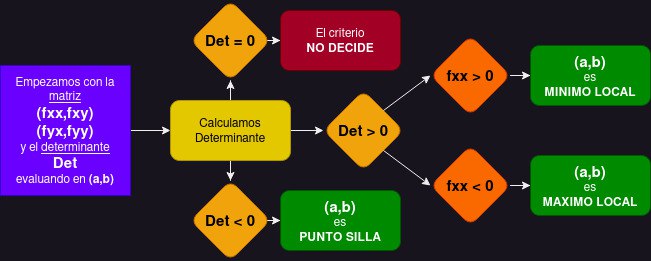 Empezamos con la
matriz
(fxx,fxy)
(fyx,fyy)
y el determinante
Det
evaluando en (a,b)
Calculamos
Determinante
Det = 0
El criterio
NO DECIDE
Det > 0
fxx > 0
(a,b)
es
MINIMO LOCAL
fxx < 0
(a,b)
es
MAXIMO LOCAL
Det < 0
(a,b)
es
PUNTO SILLA